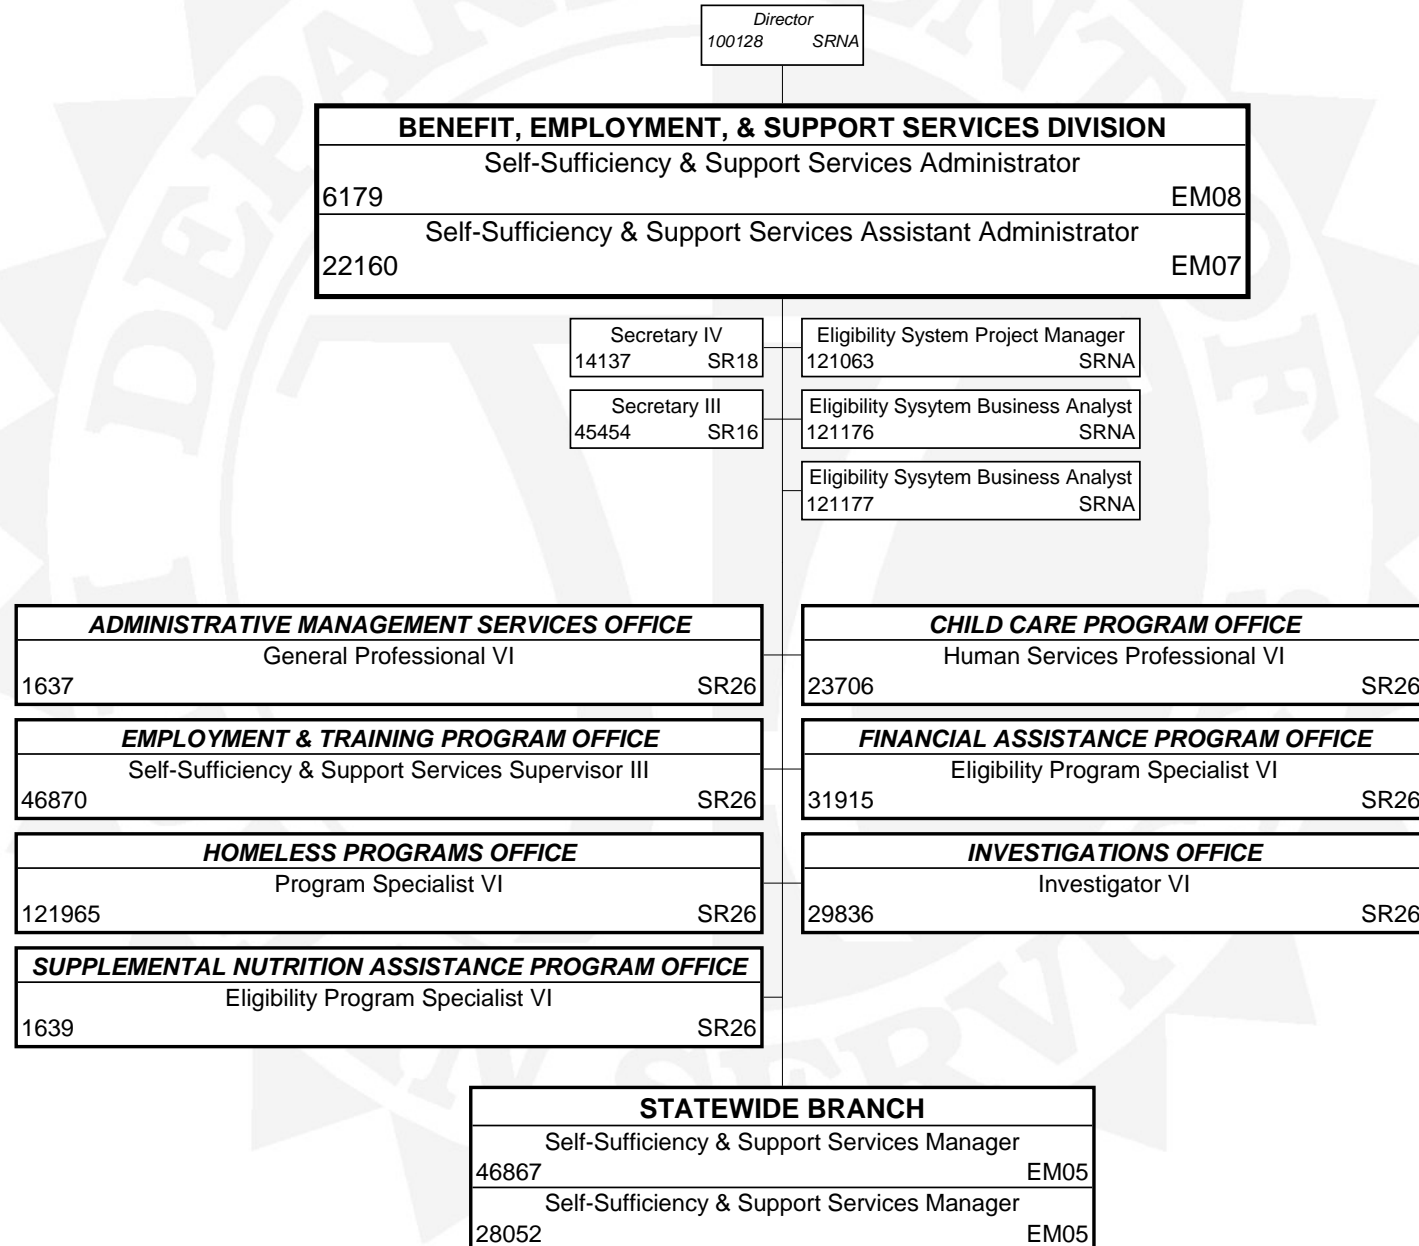 Director
100128 SRNA
BENEFIT, EMPLOYMENT, & SUPPORT SERVICES DIVISION
Self-Sufficiency & Support Services Administrator
6179 EM08
Self-Sufficiency & Support Services Assistant Administrator
22160 EM07
Secretary IV
14137 SR18
Eligibility System Project Manager
121063 SRNA
Secretary III
45454 SR16
Eligibility Sysytem Business Analyst
121176 SRNA
Eligibility Sysytem Business Analyst
121177 SRNA
ADMINISTRATIVE MANAGEMENT SERVICES OFFICE
General Professional VI
1637 SR26
CHILD CARE PROGRAM OFFICE
Human Services Professional VI
23706 SR26
EMPLOYMENT & TRAINING PROGRAM OFFICE
Self-Sufficiency & Support Services Supervisor III
46870 SR26
FINANCIAL ASSISTANCE PROGRAM OFFICE
Eligibility Program Specialist VI
31915 SR26
HOMELESS PROGRAMS OFFICE
Program Specialist VI
121965 SR26
INVESTIGATIONS OFFICE
Investigator VI
29836 SR26
SUPPLEMENTAL NUTRITION ASSISTANCE PROGRAM OFFICE
Eligibility Program Specialist VI
1639 SR26
STATEWIDE BRANCH
Self-Sufficiency & Support Services Manager
46867 EM05
Self-Sufficiency & Support Services Manager
28052 EM05